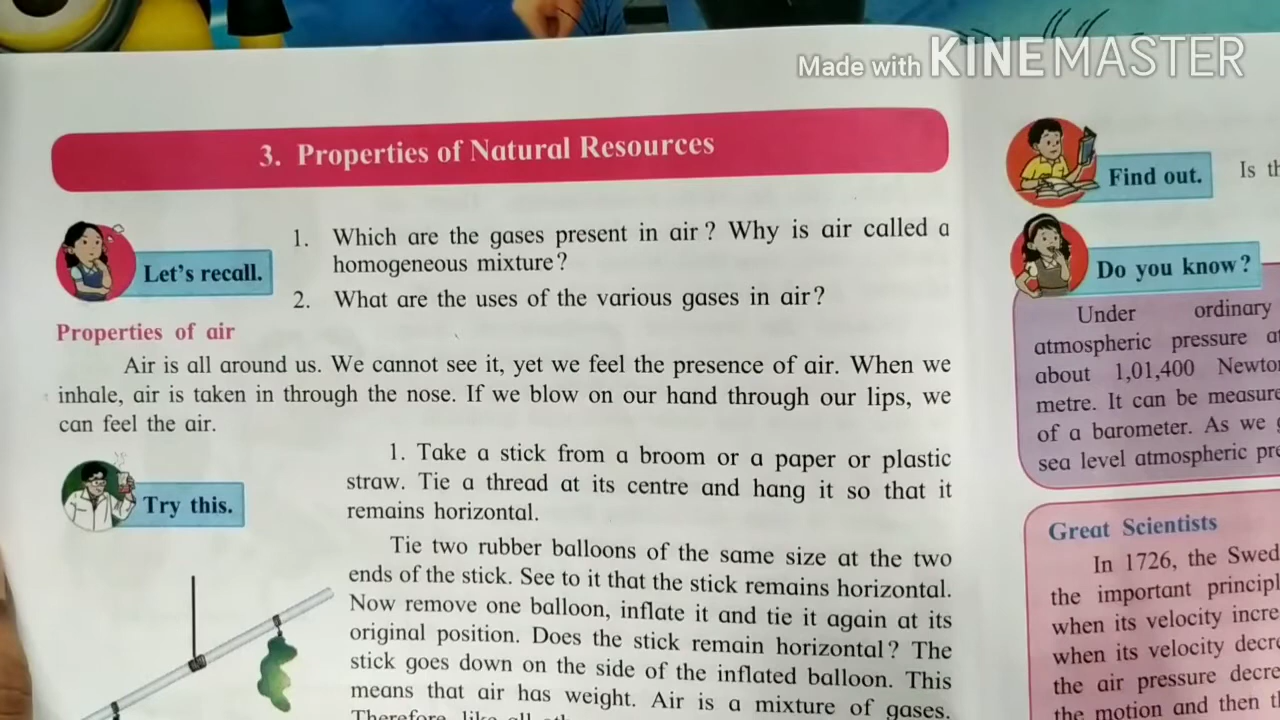 Made with KINEMASTER
3. Properties of Natural Resources
Let's recall.
1. Which are the gases present in air? Why is air called a
homogeneous mixture?
2. What are the uses of the various gases in air?
Properties of air
Air is all around us. We cannot see it, yet we feel the presence of air. When we
inhale, air is taken in through the nose. If we blow on our hand through our lips, we
can feel the air.
Try this.
1. Take a stick from a broom or a paper or plastic
straw. Tie a thread at its centre and hang it so that it
remains horizontal.
Tie two rubber balloons of the same size at the two
ends of the stick. See to it that the stick remains horizontal.
Now remove one balloon, inflate it and tie it again at its
original position. Does the stick remain horizontal? The
stick goes down on the side of the inflated balloon. This
means that air has weight. Air is a mixture of gases.
Therefore, like all
Find out.
Is
Do you know?
Under ordinary
atmospheric pressure
about 1,01,400
metre. It can be
of a barometer. As we
sea level atmospheric
Great Scientists
In 1726, the
the important
when its velocity
when its velocity
the air pressure
the motion and then